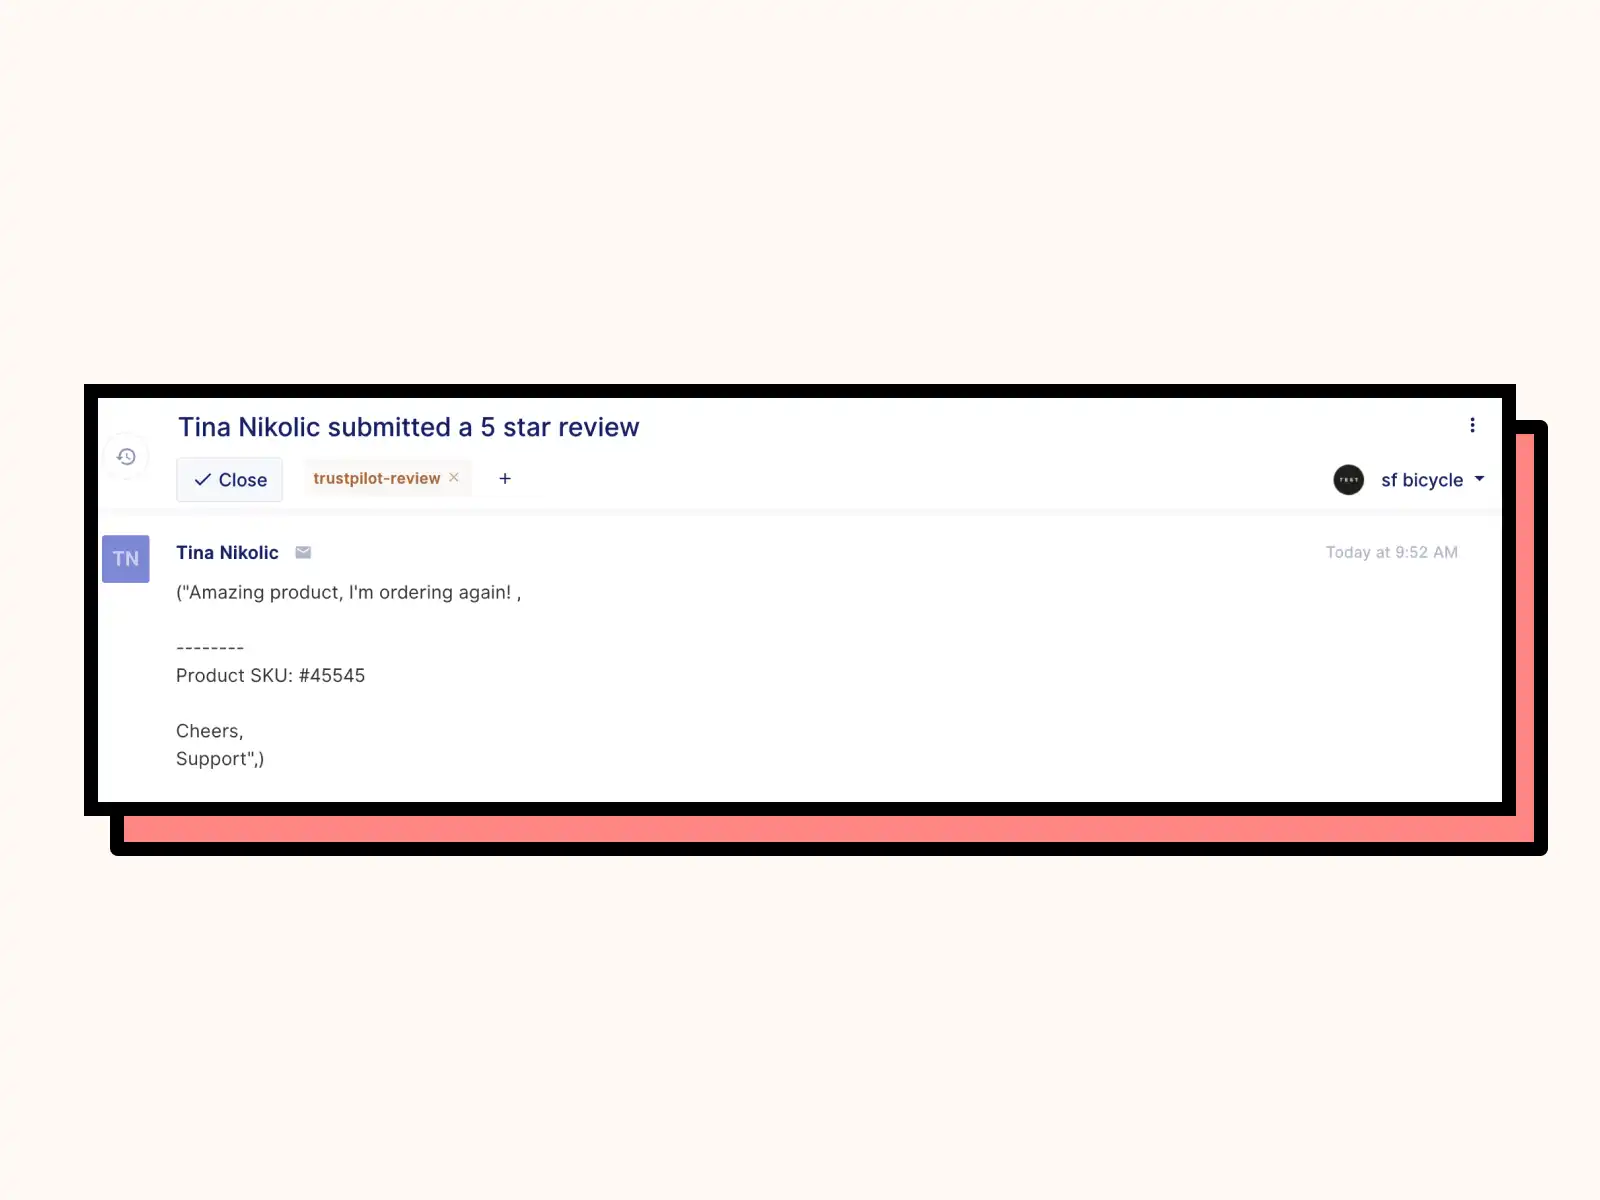 Tina Nikolic submitted a 5 star review
Close
trustpilot-review
TEST
sf bicycle
TN
Tina Nikolic
Today at 9:52 AM
("Amazing product, I'm ordering again! ,
--------
Product SKU: #45545
Cheers,
Support",)